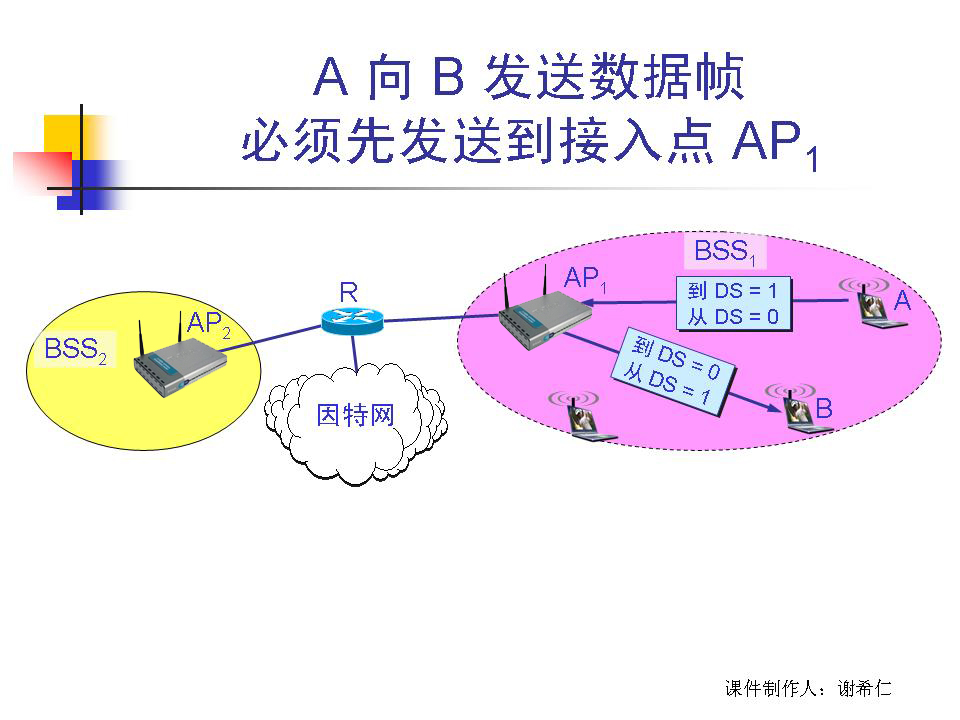 A 向 B 发送数据帧
必须先发送到接入点 AP₁
BSS₁
AP₁
到 DS = 1
从 DS = 0
A
R
AP₂
BSS₂
到 DS = 0
从 DS = 1
B
因特网
课件制作人：谢希仁